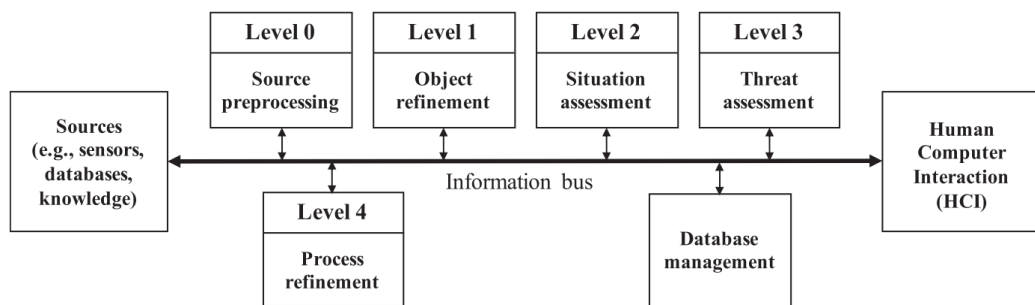 Level 0
Source
preprocessing
Level 1
Object
refinement
Level 2
Situation
assessment
Level 3
Threat
assessment
Sources
(e.g., sensors,
databases,
knowledge)
Human
Computer
Interaction
(HCI)
Information bus
Level 4
Process
refinement
Database
management